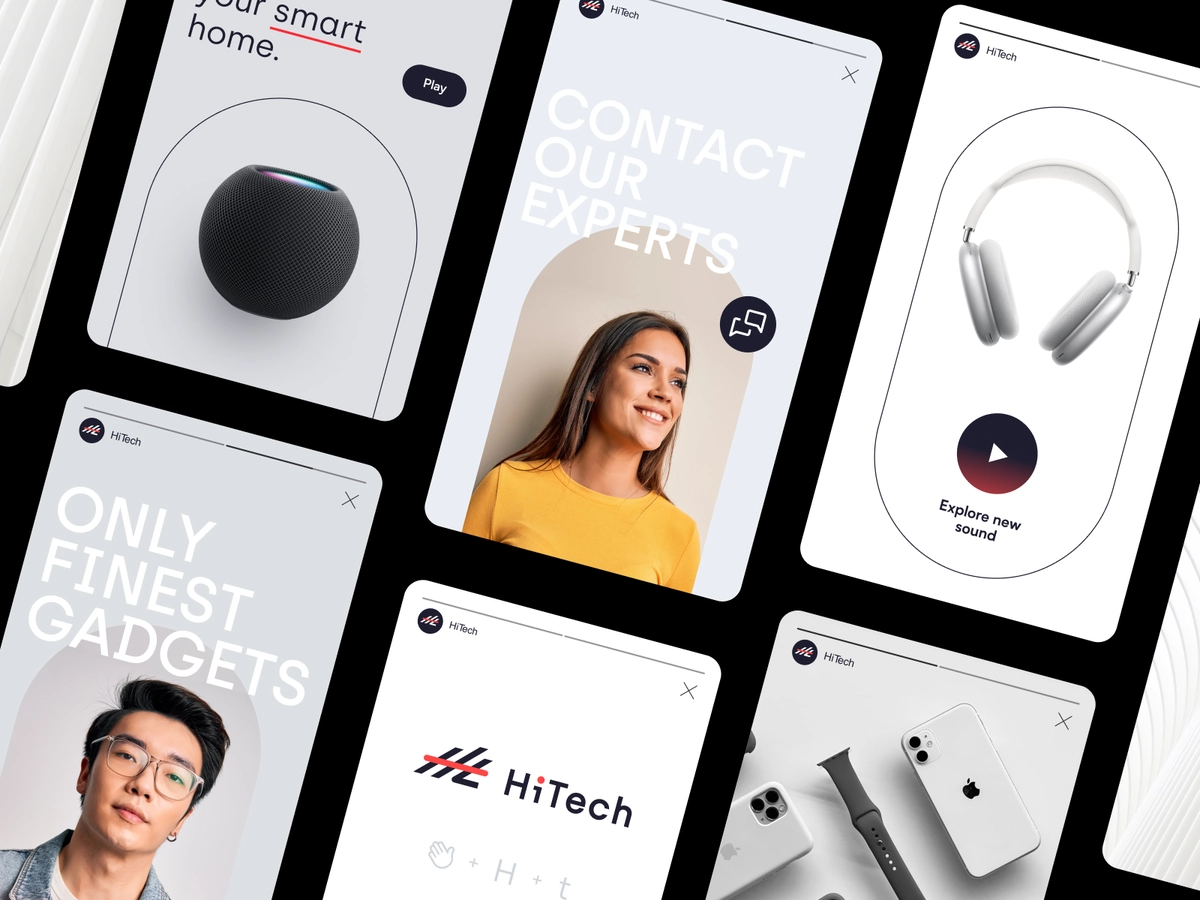 your smart
home.
Play
HiTech
CONTACT
OUR
EXPERTS
HiTech
Explore new
sound
HiTech
ONLY
FINEST
GADGETS
HiTech
HiTech
+ H + t
HiTech